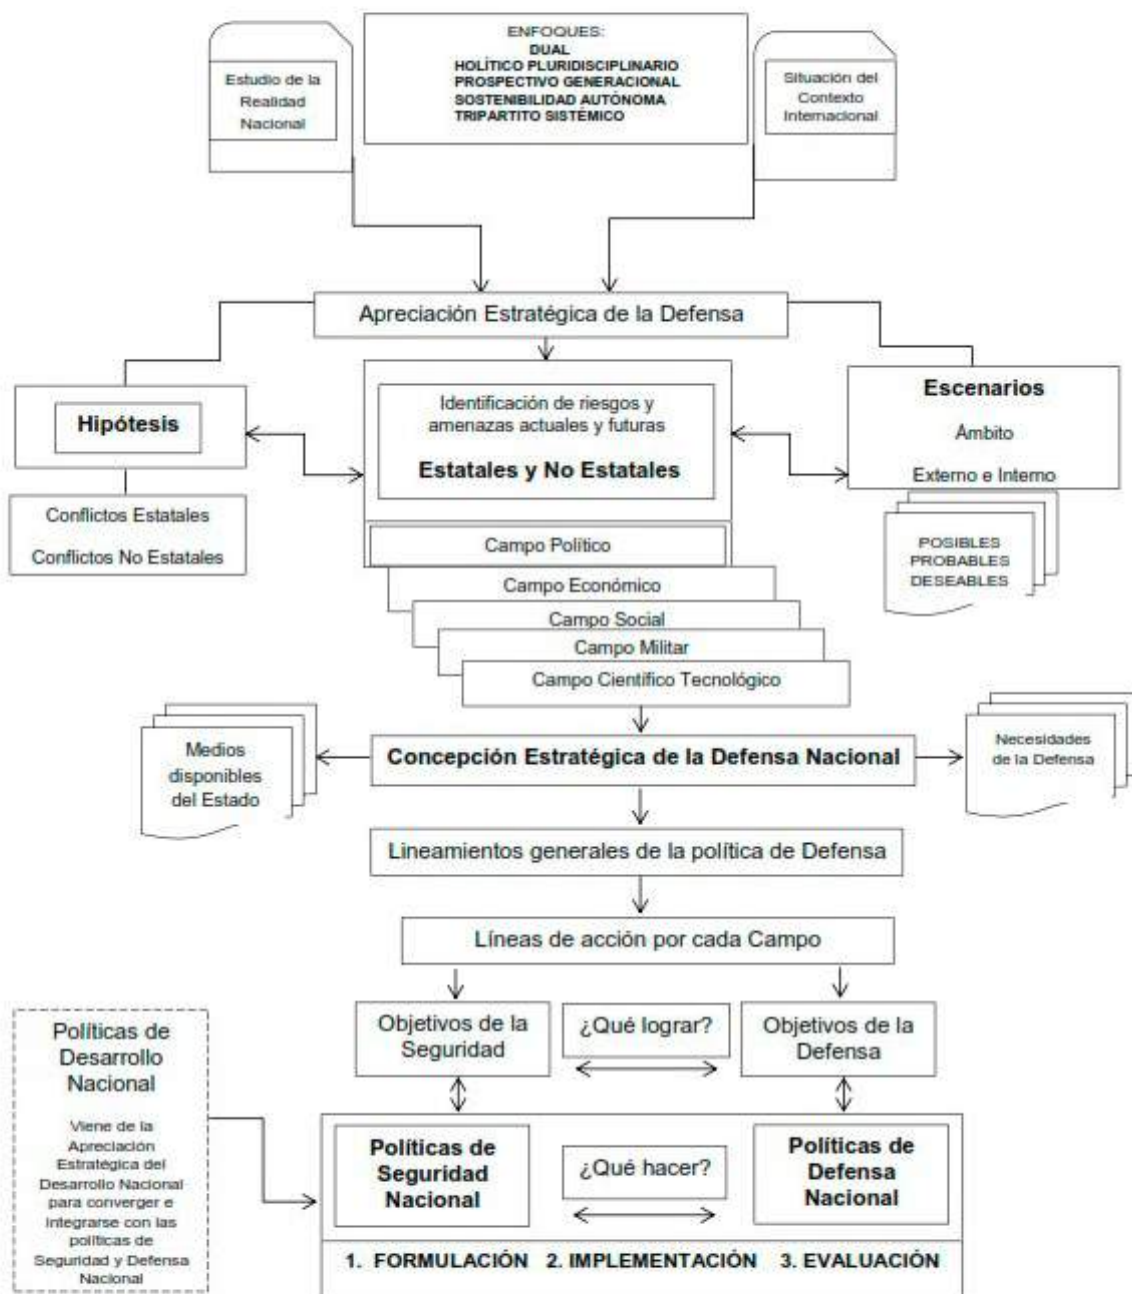 ENFOQUES:
DUAL
HOLÍTICO PLURIDISCIPLINARIO
PROSPECTIVO GENERACIONAL
SOSTENIBILIDAD AUTÓNOMA
TRIPARTITO SISTÉMICO
Estudio de la
Realidad
Nacional
Situación del
Contexto
Internacional
Apreciación Estratégica de la Defensa
Hipótesis
Conflictos Estatales
Conflictos No Estatales
Identificación de riesgos y
amenazas actuales y futuras
Estatales y No Estatales
Escenarios
Ámbito
Externo e Interno
POSIBLES
PROBABLES
DESEABLES
Campo Político
Campo Económico
Campo Social
Campo Militar
Campo Científico Tecnológico
Medios
disponibles
del Estado
Concepción Estratégica de la Defensa Nacional
Necesidades
de la Defensa
Lineamientos generales de la política de Defensa
Líneas de acción por cada Campo
Objetivos de la
Seguridad
¿Qué lograr?
Objetivos de la
Defensa
Políticas de
Desarrollo
Nacional
Viene de la
Apreciación
Estratégica del
Desarrollo Nacional
para converger e
integrarse con las
políticas de
Seguridad y Defensa
Nacional
Políticas de
Seguridad
Nacional
¿Qué hacer?
Políticas de
Defensa
Nacional
1. FORMULACIÓN 2. IMPLEMENTACIÓN 3. EVALUACIÓN